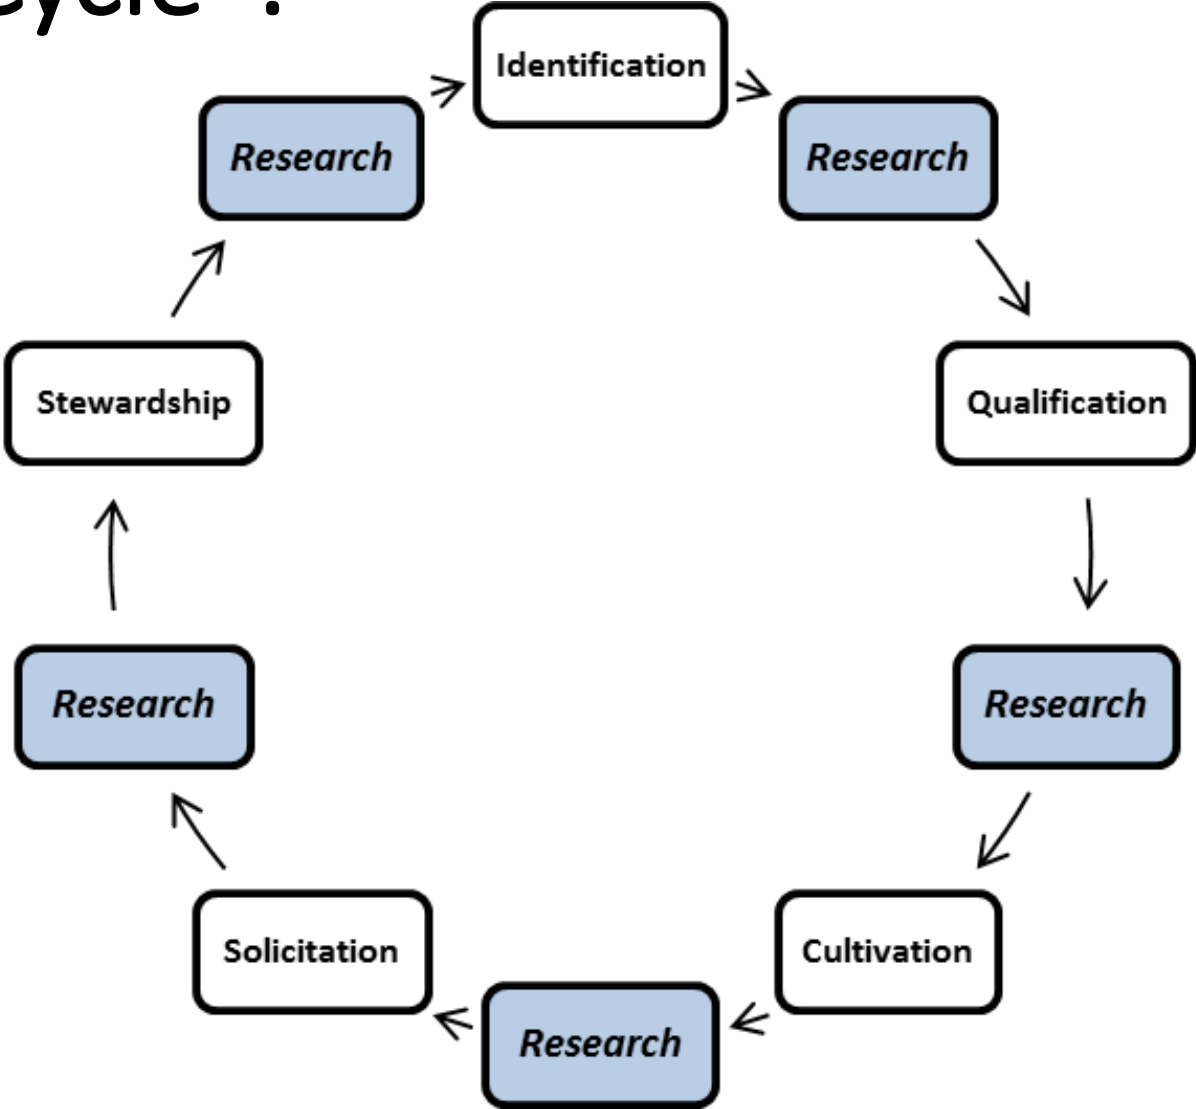 Identification
Research
Qualification
Research
Cultivation
Research
Solicitation
Research
Stewardship
Research